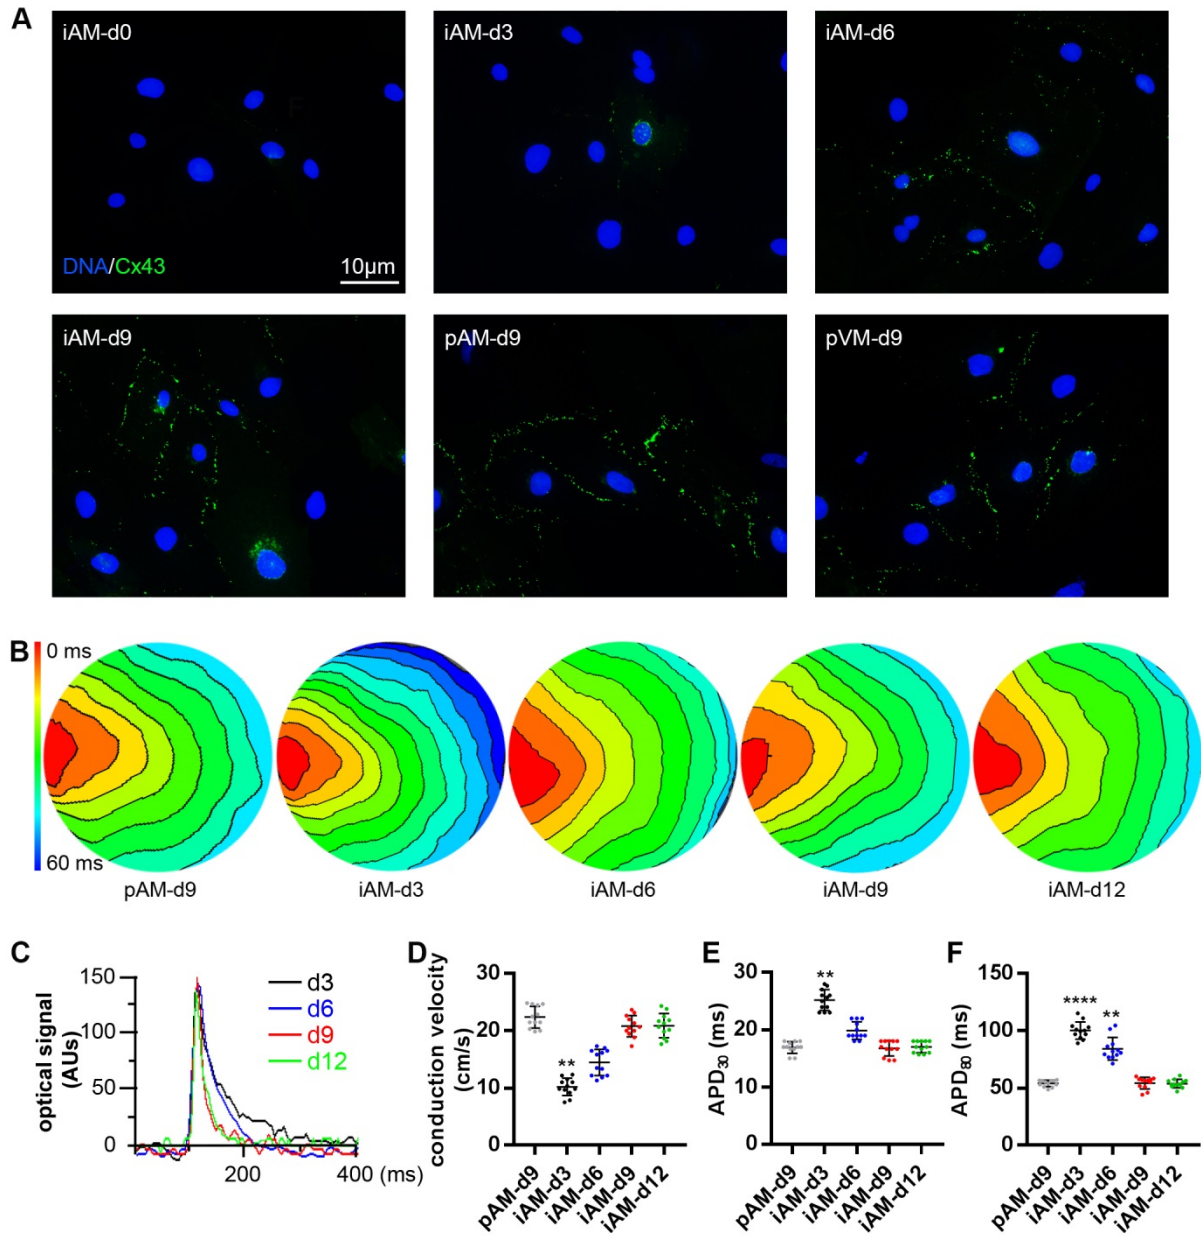 A
iAM-d0
iAM-d3
iAM-d6
DNA/Cx43
10µm
iAM-d9
pAM-d9
pVM-d9
B
0 ms
60 ms
pAM-d9
iAM-d3
iAM-d6
iAM-d9
iAM-d12
C
optical signal
(AUs)
150
100
50
0
200
400 (ms)
d3
d6
d9
d12
D
conduction velocity
(cm/s)
30
20
10
0
**
pAM-d9
iAM-d3
iAM-d6
iAM-d9
iAM-d12
E
APD30 (ms)
30
20
10
0
**
pAM-d9
iAM-d3
iAM-d6
iAM-d9
iAM-d12
F
APD80 (ms)
150
100
50
0
****
**
pAM-d9
iAM-d3
iAM-d6
iAM-d9
iAM-d12